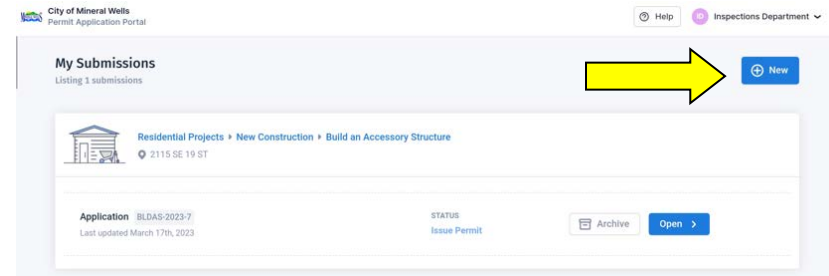 City of Mineral Wells
Permit Application Portal
Help
ID
Inspections Department
My Submissions
Listing 1 submissions
New
Residential Projects ▸ New Construction ▸ Build an Accessory Structure
2115 SE 19 ST
Application BLDAS-2023-7
Last updated March 17th, 2023
STATUS
Issue Permit
Archive
Open